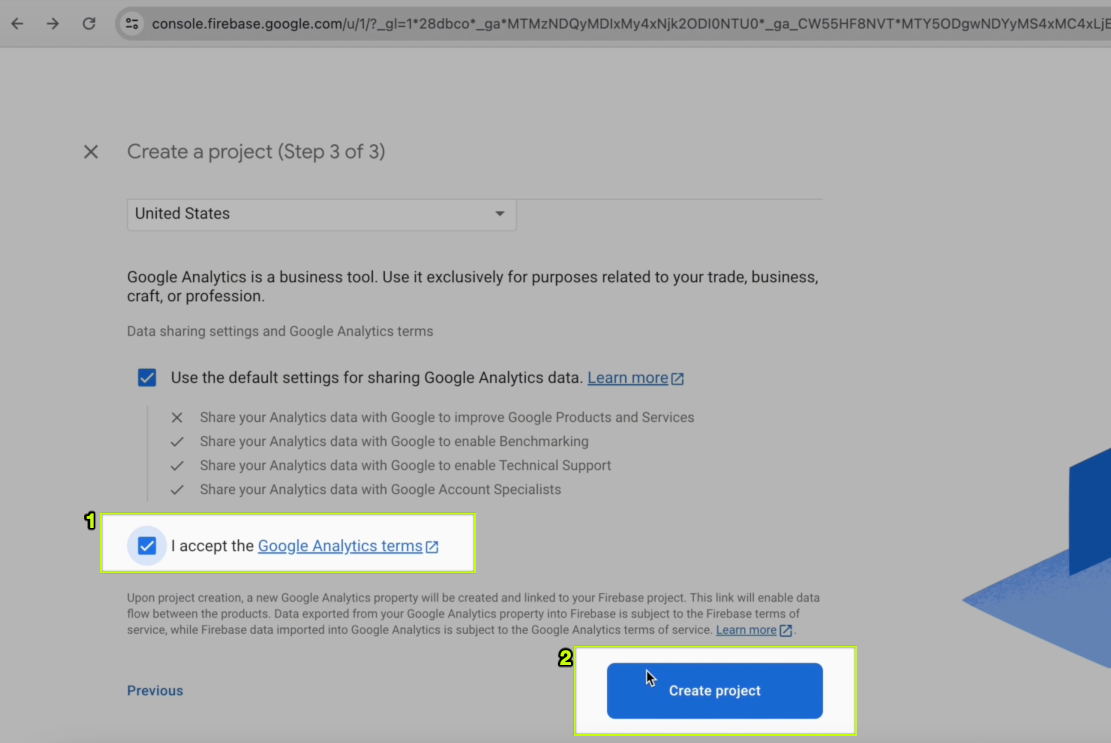 console.firebase.google.com/u/1/?_gl=1*28dbco*_ga*MTMzNDQyMDIxMy4xNjk2ODI0NTU0*_ga_CW55HF8NVT*MTY5ODgwNDYyMS4xMC4xLjE
Create a project (Step 3 of 3)
United States
Google Analytics is a business tool. Use it exclusively for purposes related to your trade, business,
craft, or profession.
Data sharing settings and Google Analytics terms
Use the default settings for sharing Google Analytics data. Learn more
Share your Analytics data with Google to improve Google Products and Services
Share your Analytics data with Google to enable Benchmarking
Share your Analytics data with Google to enable Technical Support
Share your Analytics data with Google Account Specialists
1
I accept the Google Analytics terms
Upon project creation, a new Google Analytics property will be created and linked to your Firebase project. This link will enable data
flow between the products. Data exported from your Google Analytics property into Firebase is subject to the Firebase terms of
service, while Firebase data imported into Google Analytics is subject to the Google Analytics terms of service. Learn more .
2
Previous
Create project